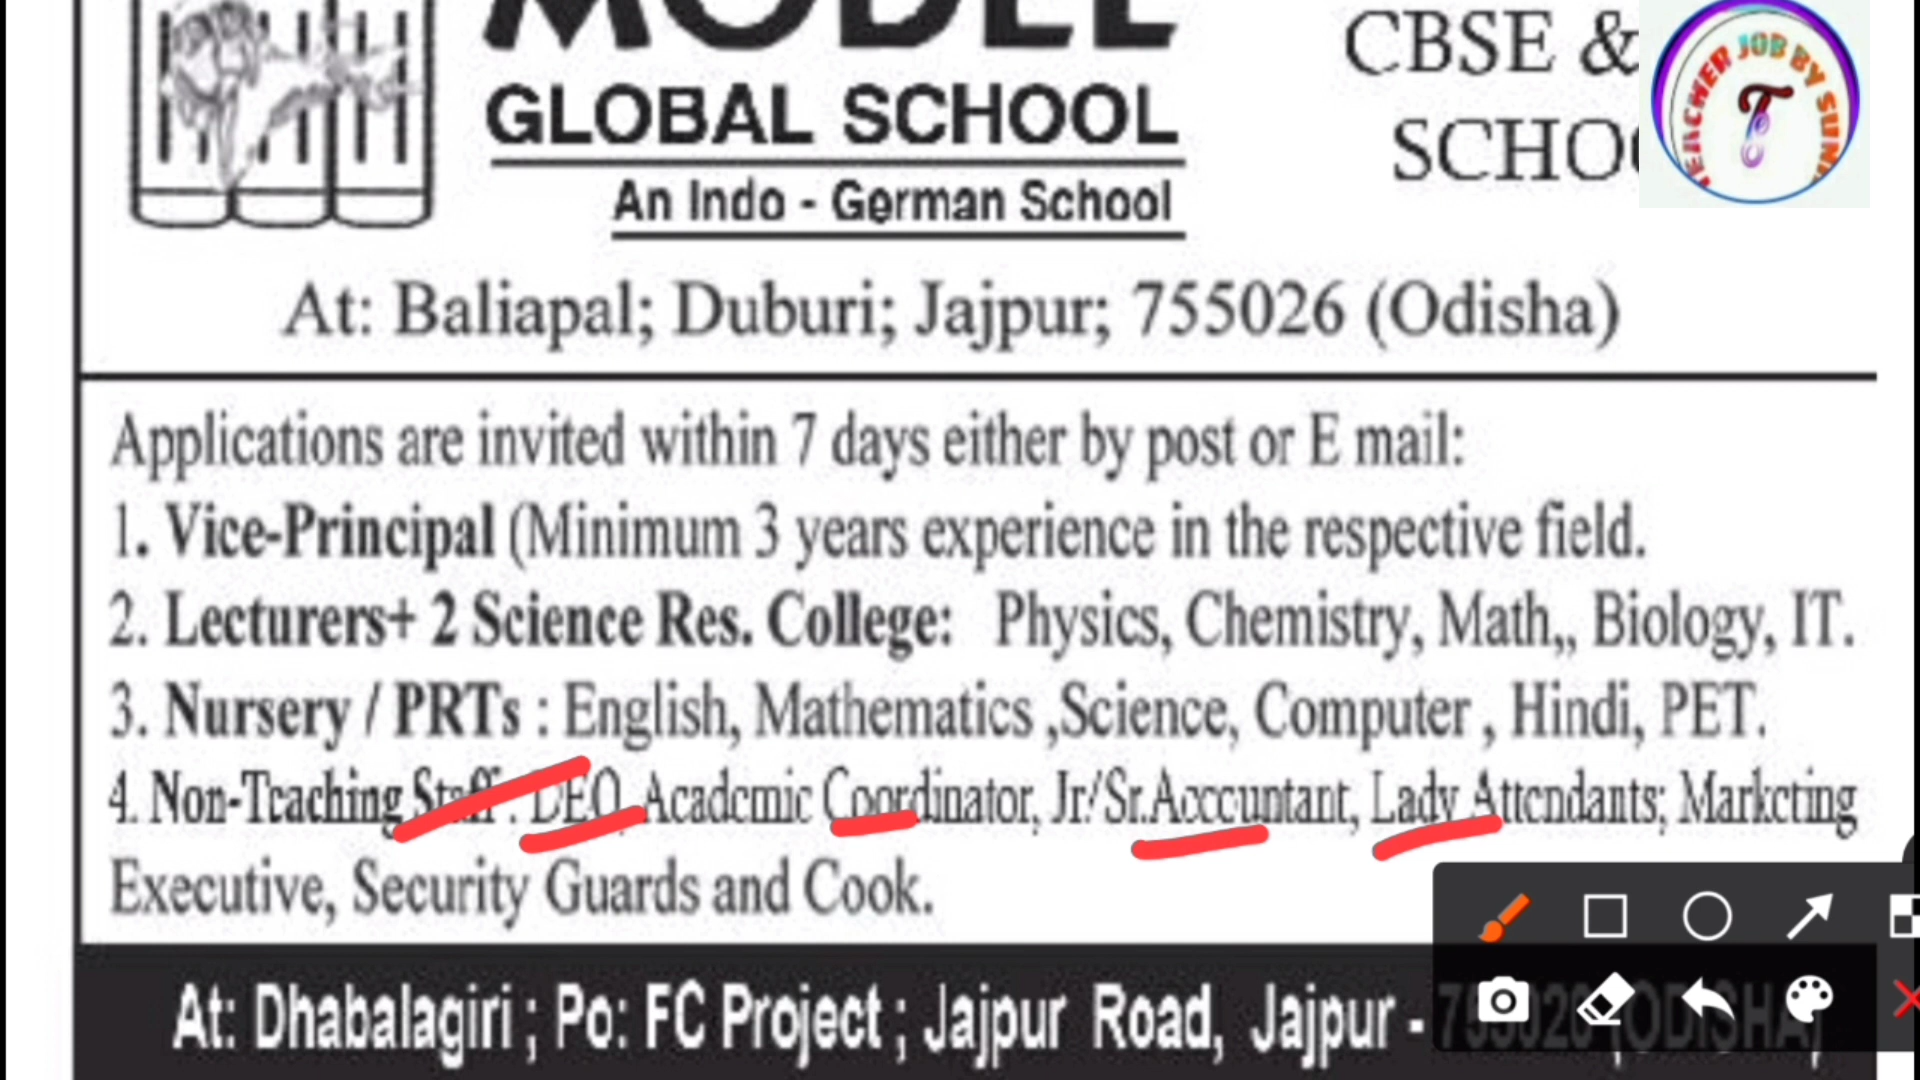 MODEL
CBSE &
GLOBAL SCHOOL
An Indo - German School
TEACHER JOB BY
T
At: Baliapal; Duburi; Jajpur; 755026 (Odisha)
Applications are invited within 7 days either by post or E mail:
1. Vice-Principal (Minimum 3 years experience in the respective field.
2. Lecturers+ 2 Science Res. College: Physics, Chemistry, Math,, Biology, IT.
3. Nursery / PRTs : English, Mathematics ,Science, Computer , Hindi, PET.
4. Non-Teaching Staff : DEO, Academic Coordinator, Jr/Sr.Accountant, Lady Attendants; Marketing
Executive, Security Guards and Cook.
At: Dhabalagiri ; Po: FC Project ; Jajpur Road, Jajpur - (ODISHA)